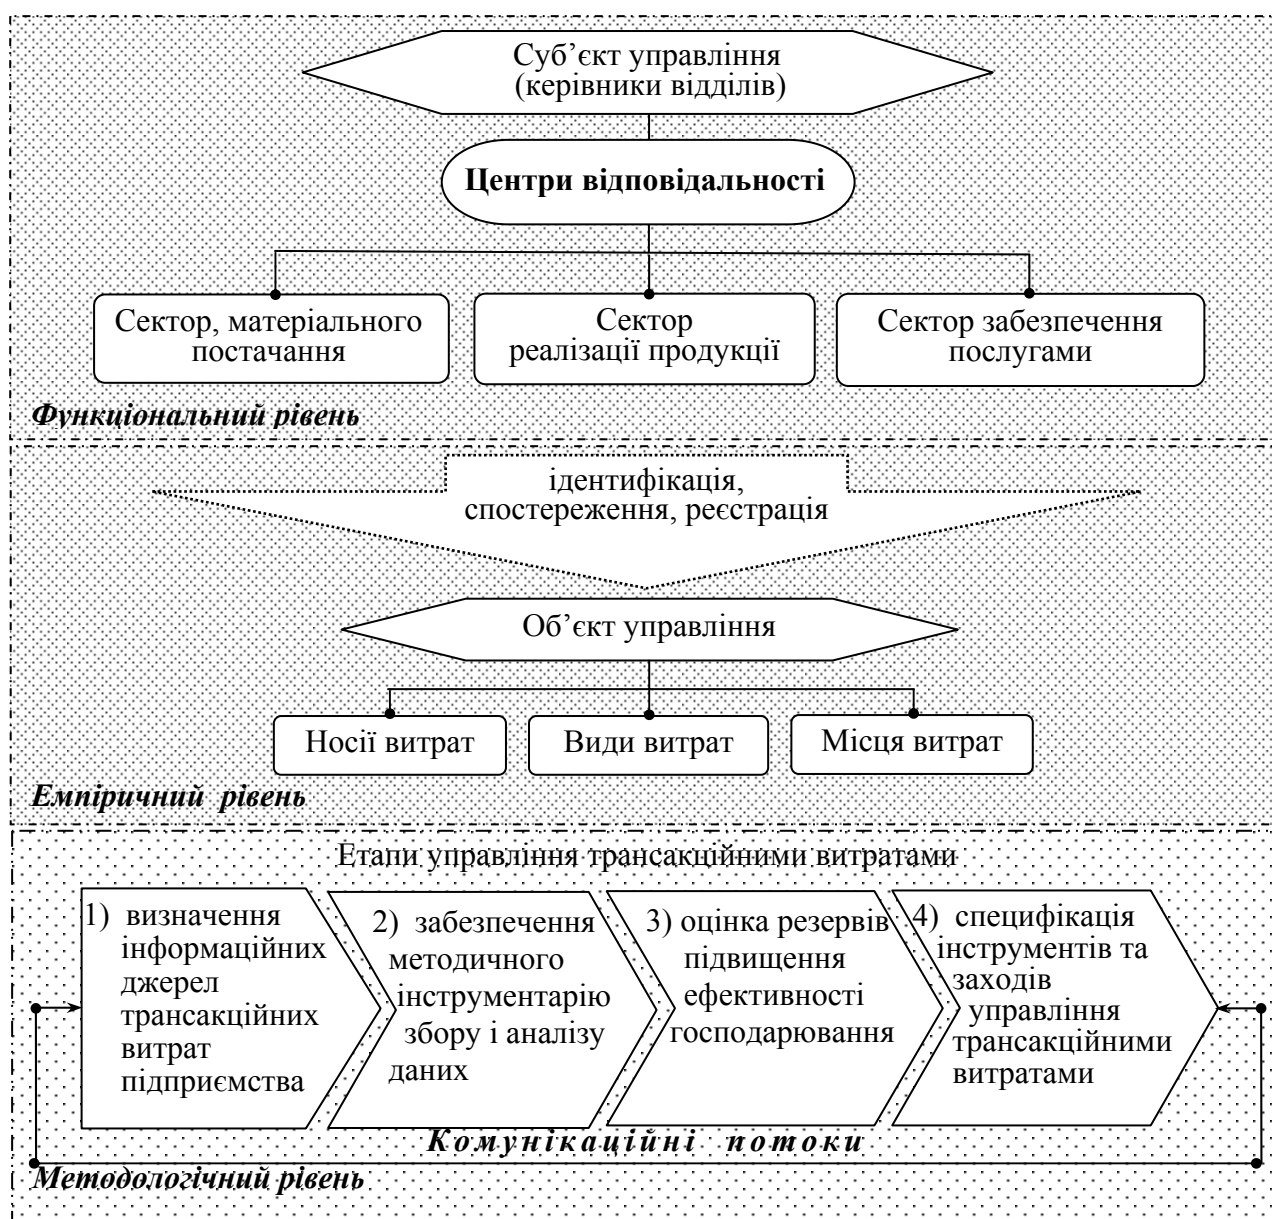 Суб’єкт управління
(керівники відділів)
Центри відповідальності
Сектор, матеріального
постачання
Сектор
реалізації продукції
Сектор забезпечення
послугами
Функціональний рівень
ідентифікація,
спостереження, реєстрація
Об’єкт управління
Носії витрат
Види витрат
Місця витрат
Емпіричний рівень
Етапи управління трансакційними витратами
1) визначення
інформаційних
джерел
трансакційних
витрат
підприємства
2) забезпечення
методичного
інструментарію
збору і аналізу
даних
3) оцінка резервів
підвищення
ефективності
господарювання
4) специфікація
інструментів та
заходів
управління
трансакційними
витратами
Комунікаційні потоки
Методологічний рівень